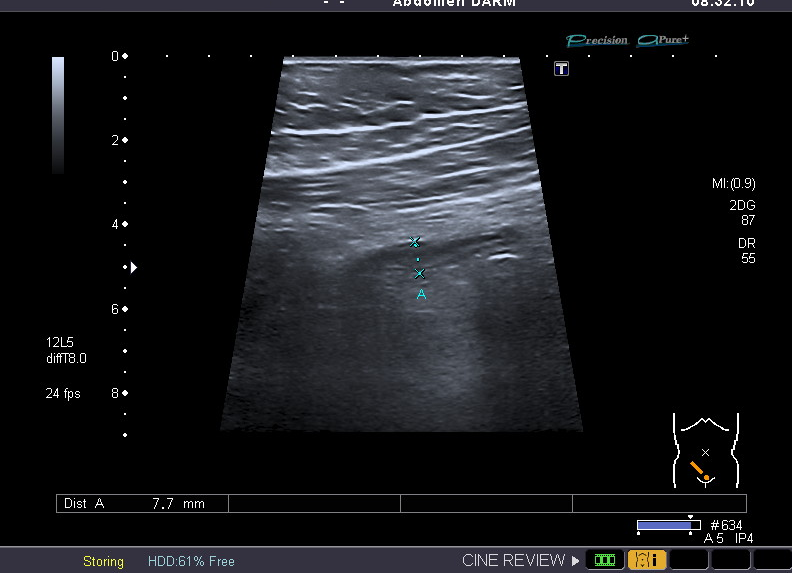 - - Abdomen DARM 08:32:10
Precision APure+
T
0
2
4
6
8
MI:(0.9)
2DG
87
DR
55
A
12L5
diffT8.0
24 fps
Dist A 7.7 mm
#634
A 5 IP4
Storing HDD:61% Free CINE REVIEW
i